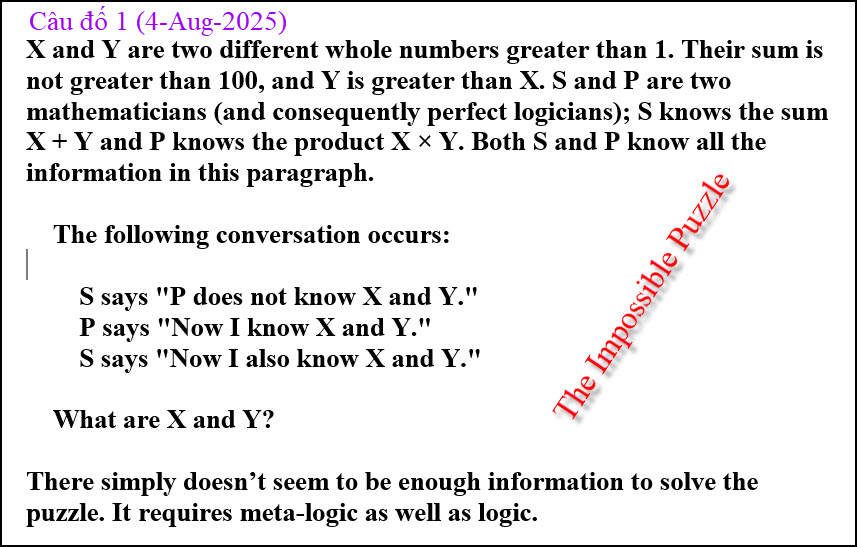 Câu đố 1 (4-Aug-2025)
X and Y are two different whole numbers greater than 1. Their sum is
not greater than 100, and Y is greater than X. S and P are two
mathematicians (and consequently perfect logicians); S knows the sum
X + Y and P knows the product X × Y. Both S and P know all the
information in this paragraph.
The following conversation occurs:
S says "P does not know X and Y."
P says "Now I know X and Y."
S says "Now I also know X and Y."
What are X and Y?
The Impossible Puzzle
There simply doesn’t seem to be enough information to solve the
puzzle. It requires meta-logic as well as logic.